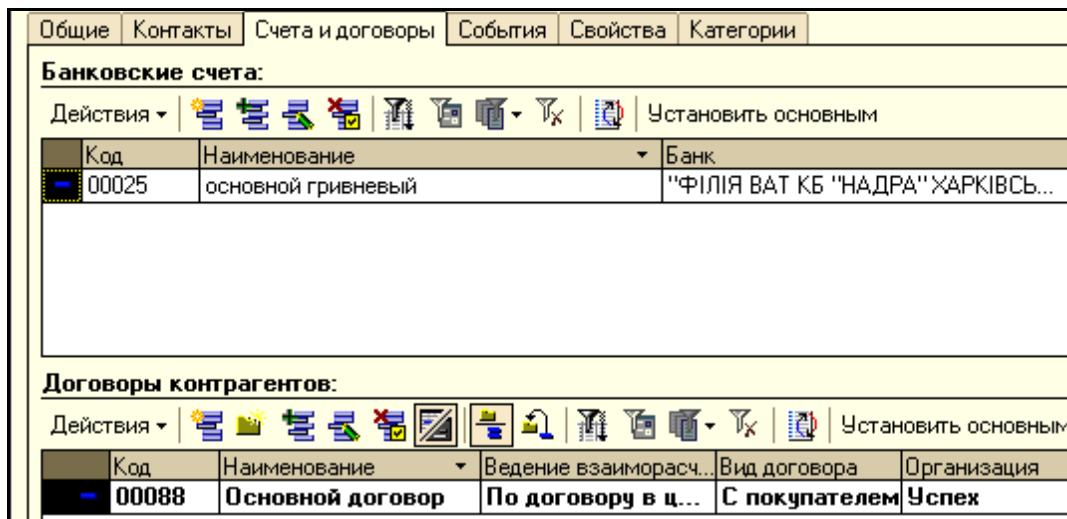 Общие Контакты Счета и договоры События Свойства Категории
Банковские счета:
Действия Установить основным
Код Наименование Банк
00025 основной гривневый "ФІЛІЯ ВАТ КБ "НАДРА" ХАРКІВСЬ...
Договоры контрагентов:
Действия Установить основным
Код Наименование Ведение взаиморасч... Вид договора Организация
00088 Основной договор По договору в ц... С покупателем Успех